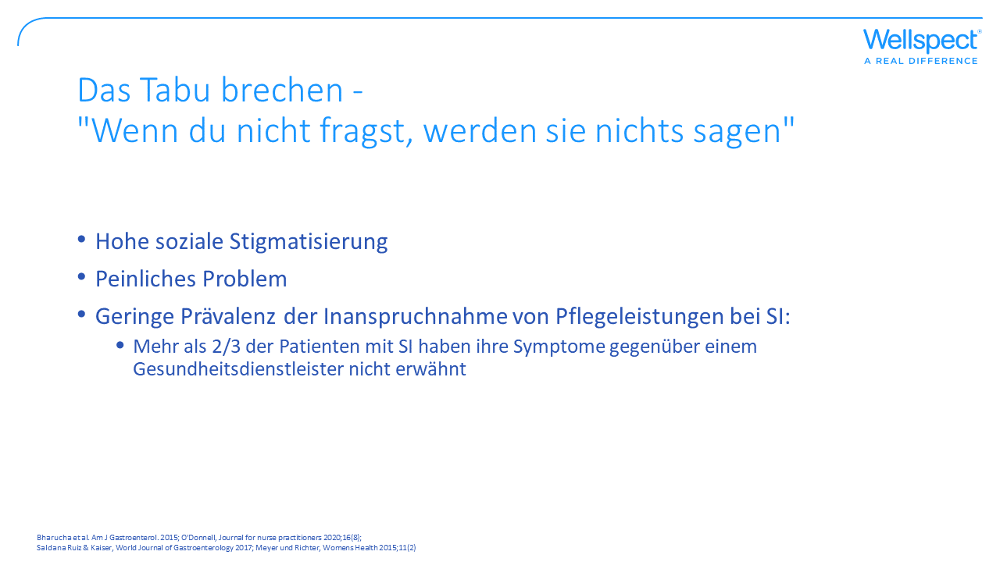 Wellspect®
A REAL DIFFERENCE
Das Tabu brechen -
"Wenn du nicht fragst, werden sie nichts sagen"
• Hohe soziale Stigmatisierung
• Peinliches Problem
• Geringe Prävalenz der Inanspruchnahme von Pflegeleistungen bei SI:
• Mehr als 2/3 der Patienten mit SI haben ihre Symptome gegenüber einem
Gesundheitsdienstleister nicht erwähnt
Bharucha et al. Am J Gastroenterol. 2015; O'Donnell, Journal for nurse practitioners 2020;16(8);
Saldana Ruiz & Kaiser, World Journal of Gastroenterology 2017; Meyer und Richter, Womens Health 2015;11(2)